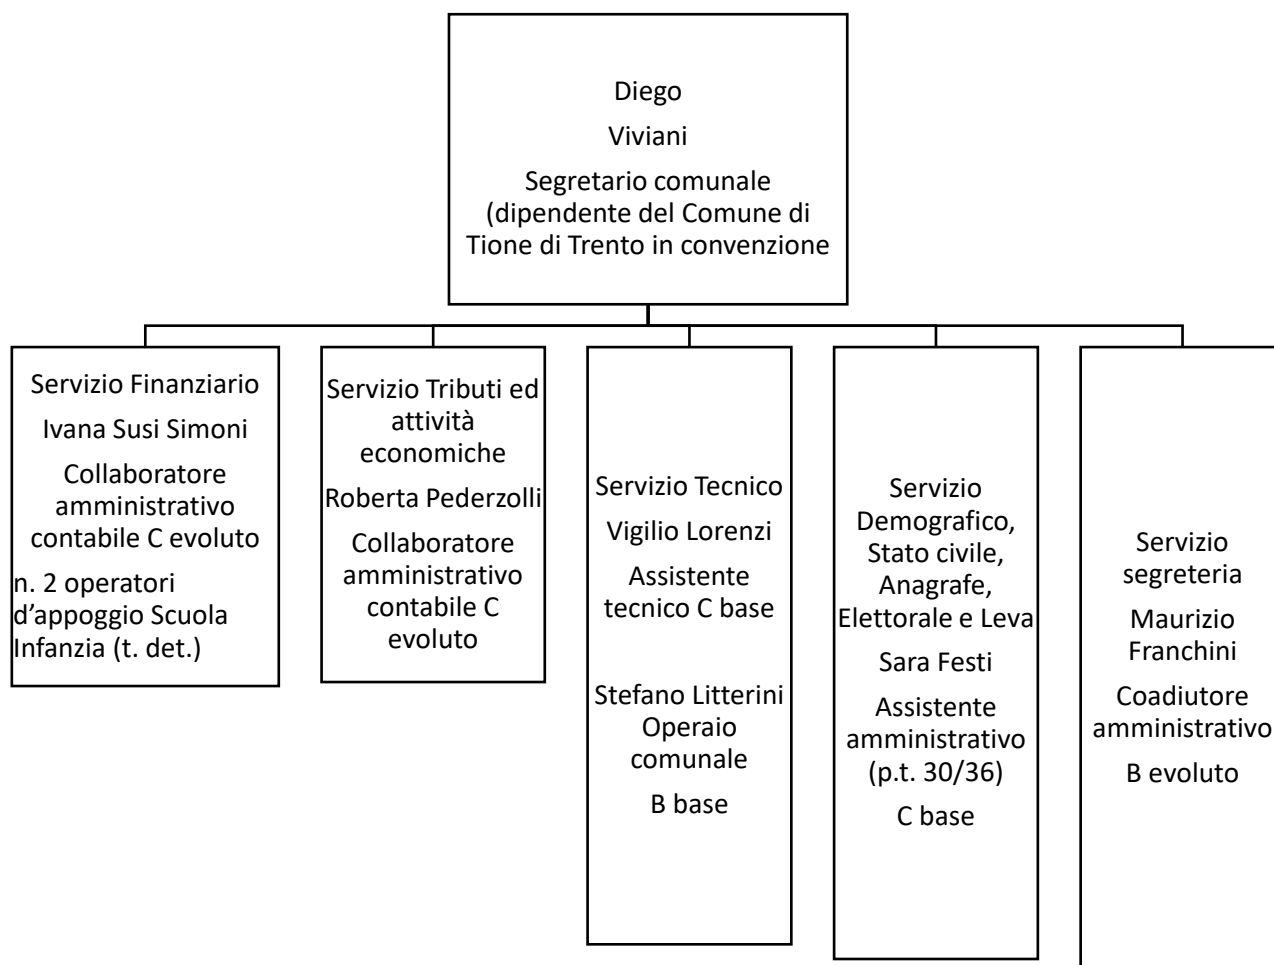 Diego
Viviani
Segretario comunale
(dipendente del Comune di
Tione di Trento in convenzione
Servizio Finanziario
Ivana Susi Simoni
Collaboratore
amministrativo
contabile C evoluto
n. 2 operatori
d’appoggio Scuola
Infanzia (t. det.)
Servizio Tributi ed
attività
economiche
Roberta Pederzolli
Collaboratore
amministrativo
contabile C
evoluto
Servizio Tecnico
Vigilio Lorenzi
Assistente
tecnico C base
Stefano Litterini
Operaio
comunale
B base
Servizio
Demografico,
Stato civile,
Anagrafe,
Elettorale e Leva
Sara Festi
Assistente
amministrativo
(p.t. 30/36)
C base
Servizio
segreteria
Maurizio
Franchini
Coadiutore
amministrativo
B evoluto